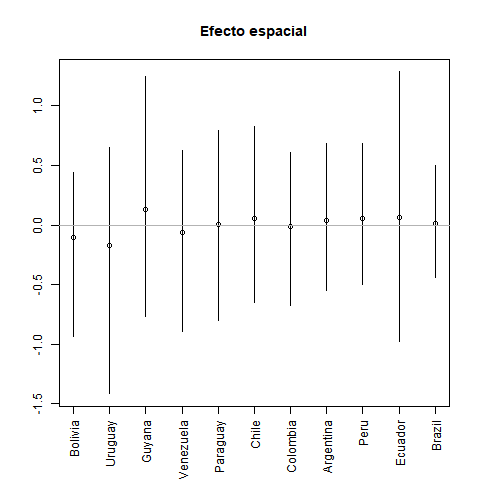 Efecto espacial
1.0
0.5
0.0
-0.5
-1.0
-1.5
Bolivia
Uruguay
Guyana
Venezuela
Paraguay
Chile
Colombia
Argentina
Peru
Ecuador
Brazil